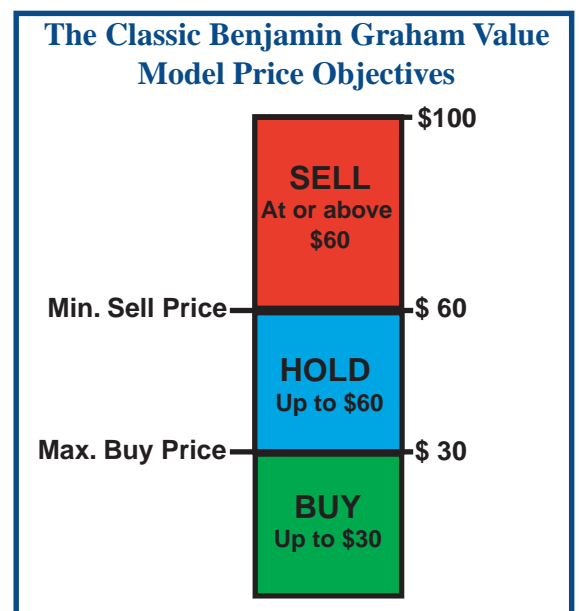 The Classic Benjamin Graham Value
Model Price Objectives
$100
SELL
At or above
$60
Min. Sell Price
$ 60
HOLD
Up to $60
Max. Buy Price
$ 30
BUY
Up to $30